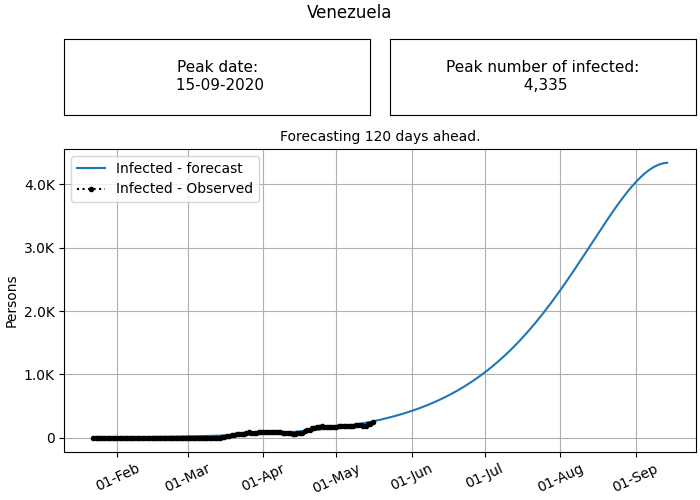 Venezuela
Peak date:
15-09-2020
Peak number of infected:
4,335
Forecasting 120 days ahead.
Infected - forecast
Infected - Observed
Persons
4.0K
3.0K
2.0K
1.0K
0
01-Feb
01-Mar
01-Apr
01-May
01-Jun
01-Jul
01-Aug
01-Sep